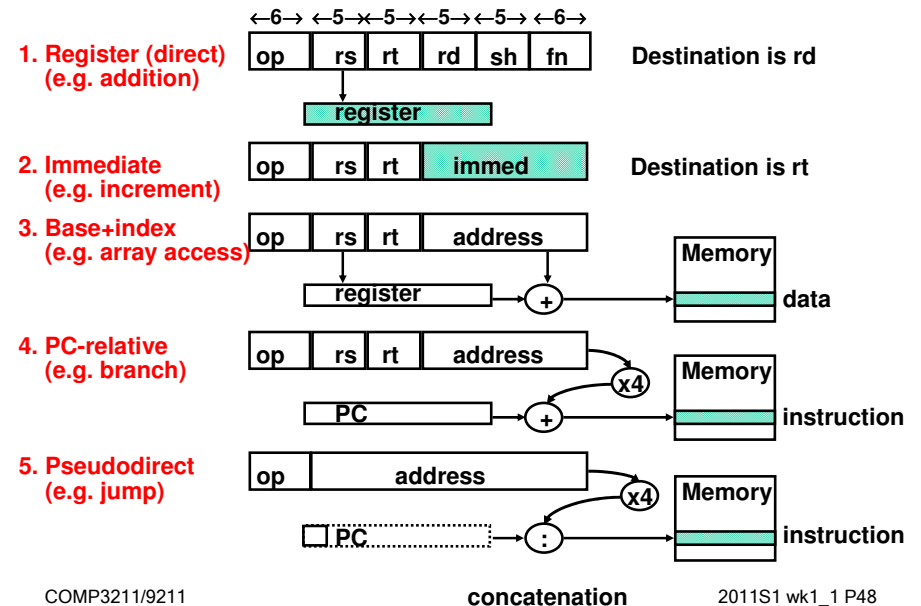 ←6→ ←5→ ←5→ ←5→ ←5→ ←6→
1. Register (direct)
(e.g. addition)
op rs rt rd sh fn
Destination is rd
register
2. Immediate
(e.g. increment)
op rs rt immed
Destination is rt
3. Base+index
(e.g. array access)
op rs rt address
Memory
register
+
data
4. PC-relative
(e.g. branch)
op rs rt address
x4
Memory
PC
+
instruction
5. Pseudodirect
(e.g. jump)
op address
x4
Memory
PC
:
instruction
COMP3211/9211
concatenation
2011S1 wk1_1 P48